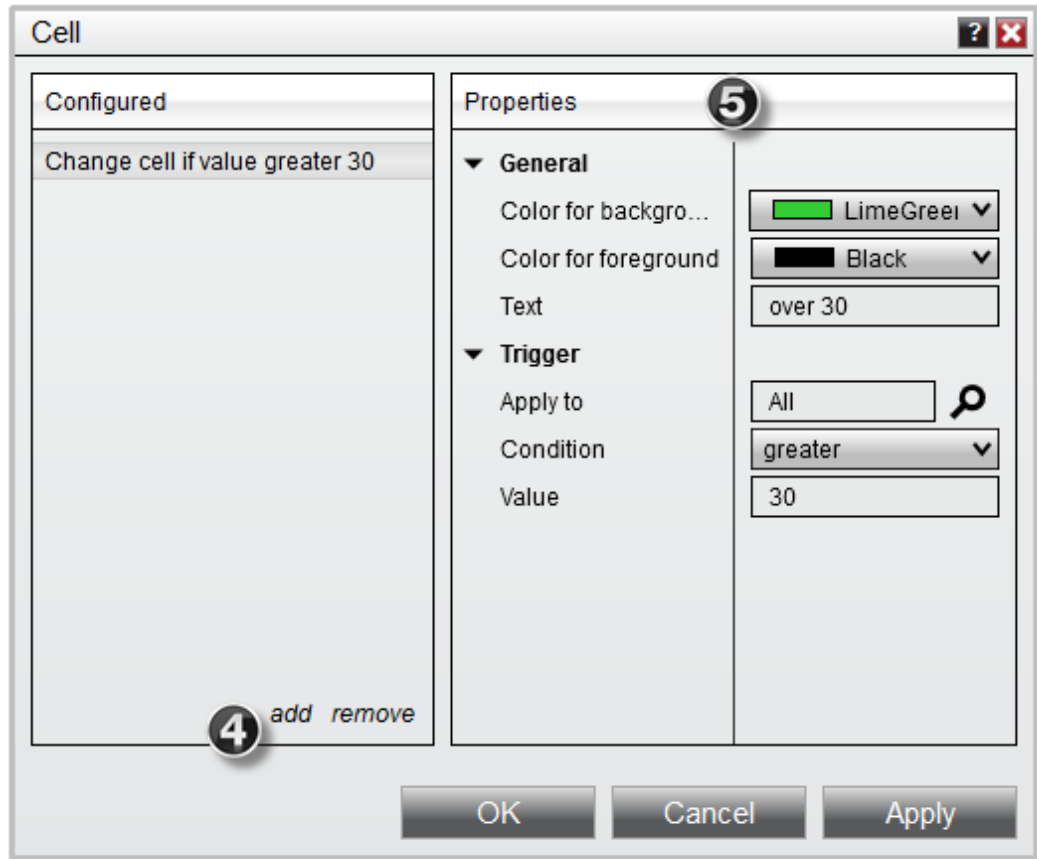 Cell ?
Configured
Properties 5
Change cell if value greater 30
General
Color for backgro... LimeGreei
Color for foreground Black
Text over 30
Trigger
Apply to All
Condition greater
Value 30
4 add remove
OK Cancel Apply